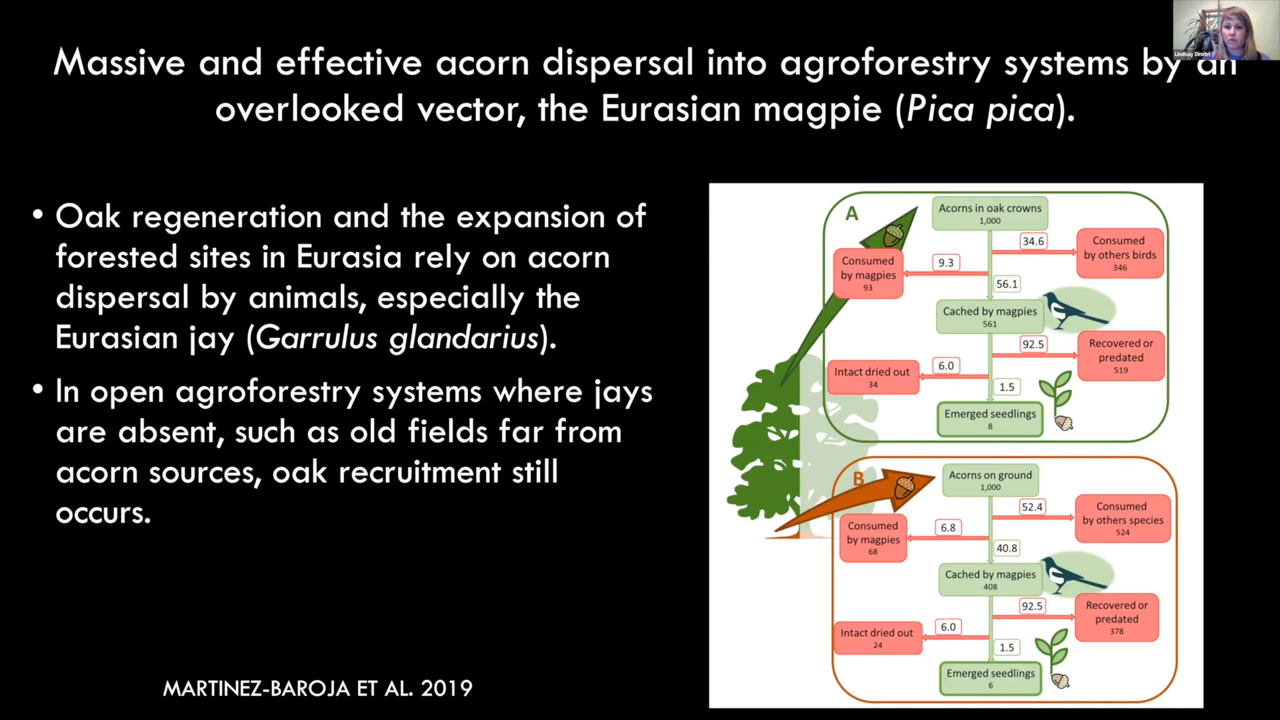 Lindsay Dimitri
Massive and effective acorn dispersal into agroforestry systems by an
overlooked vector, the Eurasian magpie (Pica pica).
• Oak regeneration and the expansion of
forested sites in Eurasia rely on acorn
dispersal by animals, especially the
Eurasian jay (Garrulus glandarius).
• In open agroforestry systems where jays
are absent, such as old fields far from
acorn sources, oak recruitment still
occurs.
MARTINEZ-BAROJA ET AL. 2019
A
Acorns in oak crowns
1,000
34.6
Consumed
by others birds
346
Consumed
by magpies
93
9.3
56.1
Cached by magpies
561
92.5
Recovered or
predated
519
Intact dried out
34
6.0
1.5
Emerged seedlings
8
B
Acorns on ground
1,000
52.4
Consumed
by others species
524
Consumed
by magpies
68
6.8
40.8
Cached by magpies
408
92.5
Recovered or
predated
378
Intact dried out
24
6.0
1.5
Emerged seedlings
6